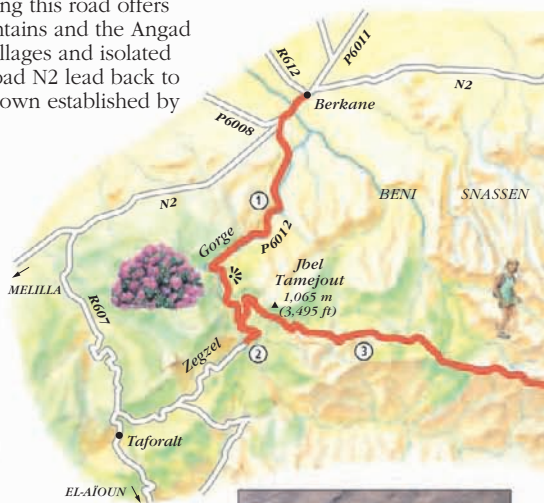 ng this road offers
ntains and the Angad
illages and isolated
oad N2 lead back to
own established by
R612
P6011
N2
Berkane
P6008
BENI SNASSEN
N2
1
P6012
Gorge
Jbel
Tamejout
1,065 m
(3,495 ft)
MELILLA
R607
Zegzel
2
3
Taforalt
EL-AÏOUN